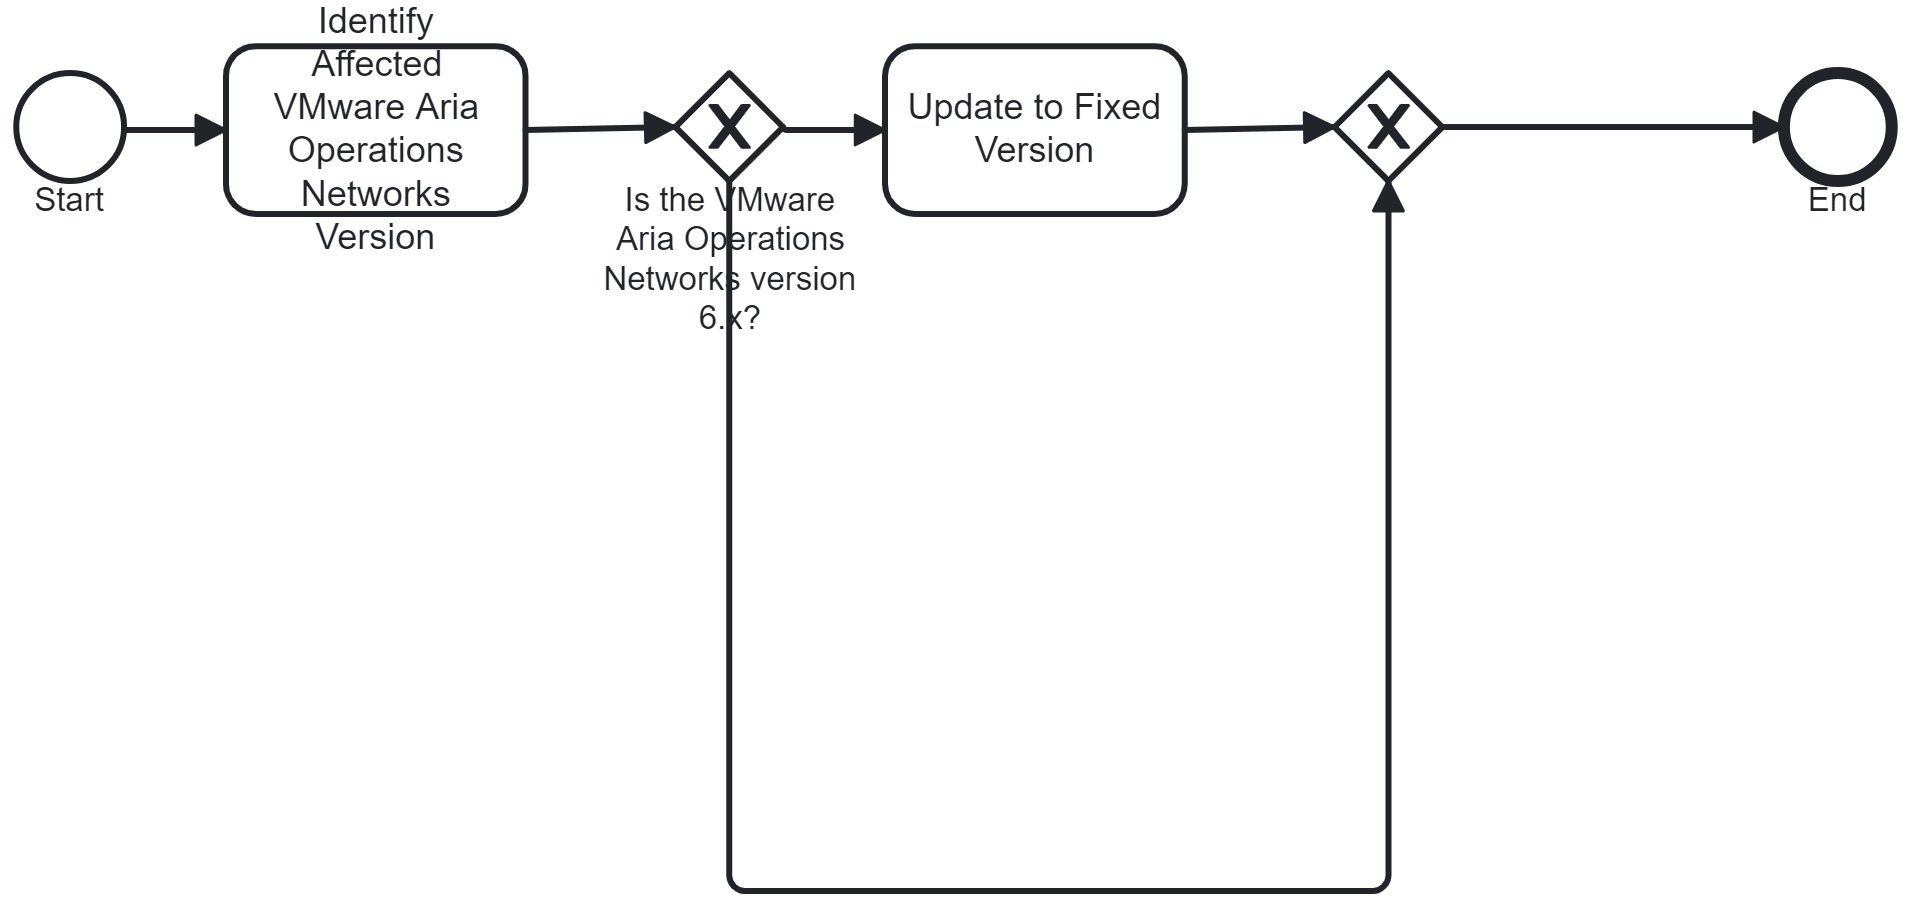 Start
Identify
Affected
VMware Aria
Operations
Networks
Version
X
Is the VMware
Aria Operations
Networks version
6.x?
Update to Fixed
Version
X
End